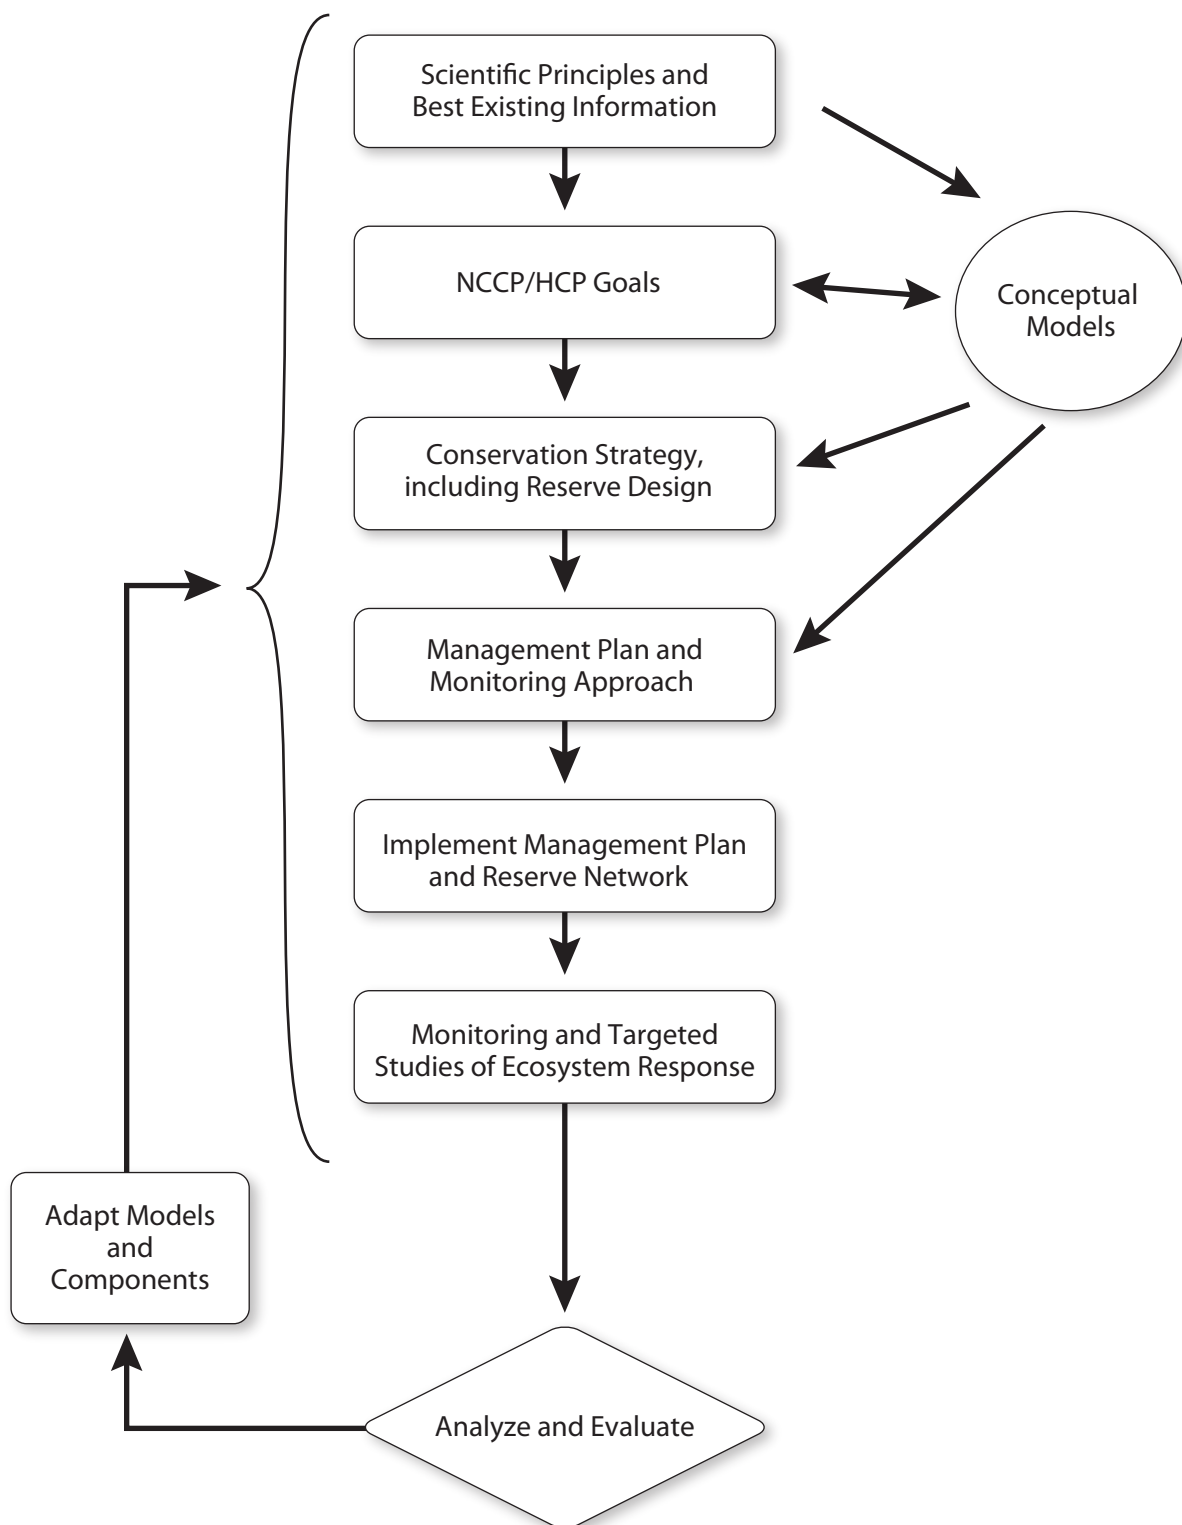 Scientific Principles and
Best Existing Information
NCCP/HCP Goals
Conceptual
Models
Conservation Strategy,
including Reserve Design
Management Plan and
Monitoring Approach
Implement Management Plan
and Reserve Network
Monitoring and Targeted
Studies of Ecosystem Response
Adapt Models
and
Components
Analyze and Evaluate